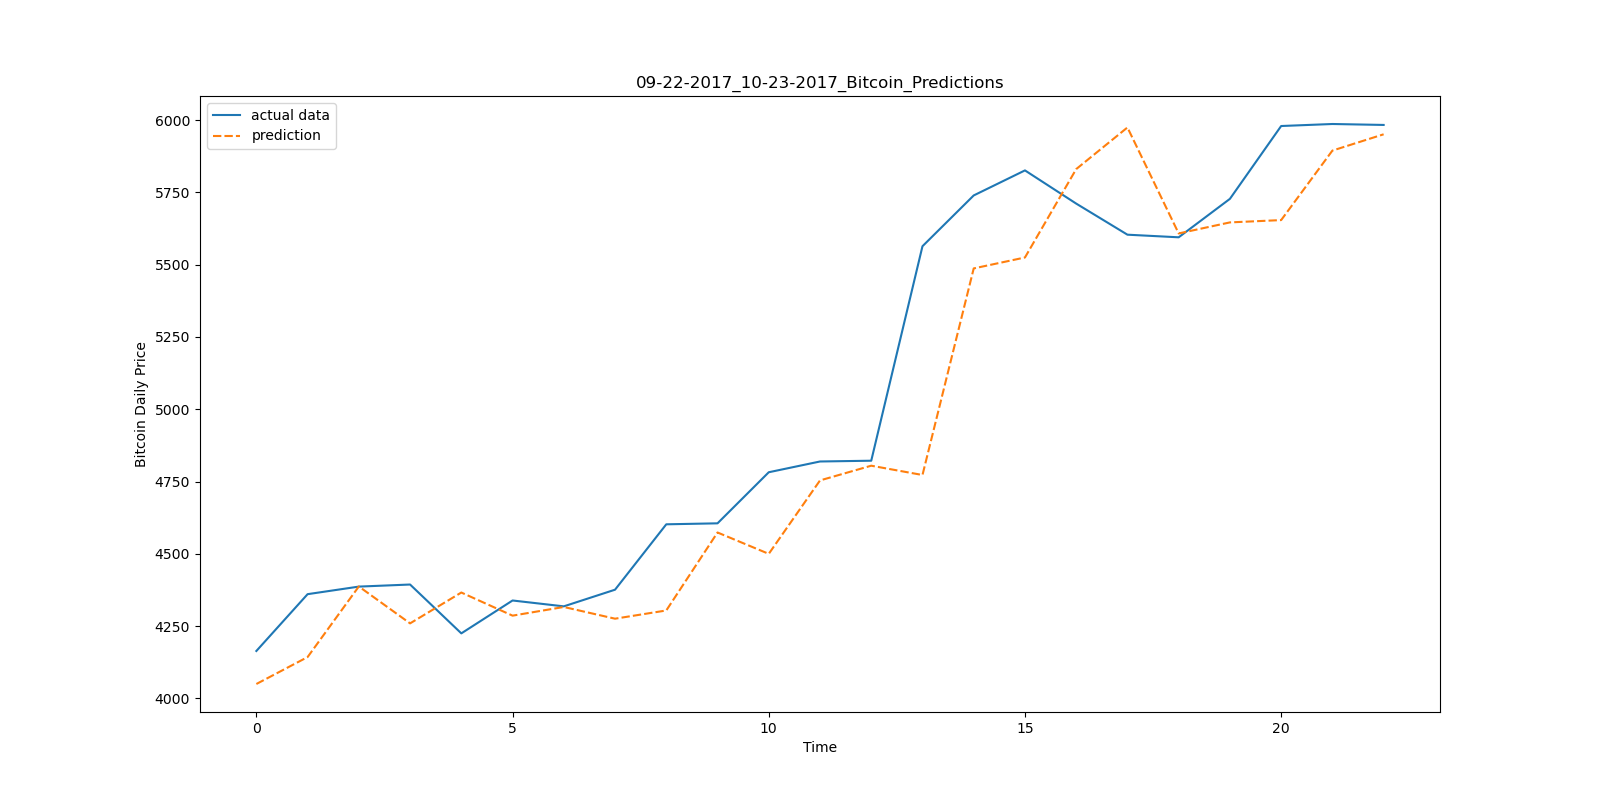 09-22-2017_10-23-2017_Bitcoin_Predictions
actual data
prediction
6000
5750
5500
5250
5000
4750
4500
4250
4000
Bitcoin Daily Price
0
5
10
15
20
Time